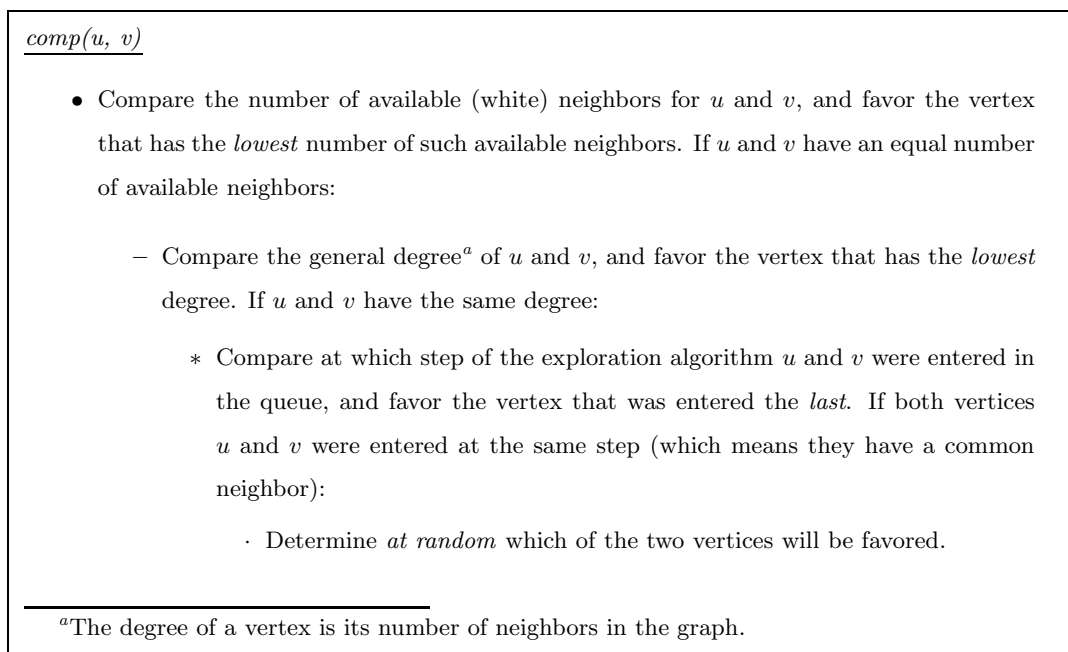 comp(u, v)
• Compare the number of available (white) neighbors for u and v, and favor the vertex
that has the lowest number of such available neighbors. If u and v have an equal number
of available neighbors:
– Compare the general degreeᵃ of u and v, and favor the vertex that has the lowest
degree. If u and v have the same degree:
∗ Compare at which step of the exploration algorithm u and v were entered in
the queue, and favor the vertex that was entered the last. If both vertices
u and v were entered at the same step (which means they have a common
neighbor):
· Determine at random which of the two vertices will be favored.
ᵃThe degree of a vertex is its number of neighbors in the graph.